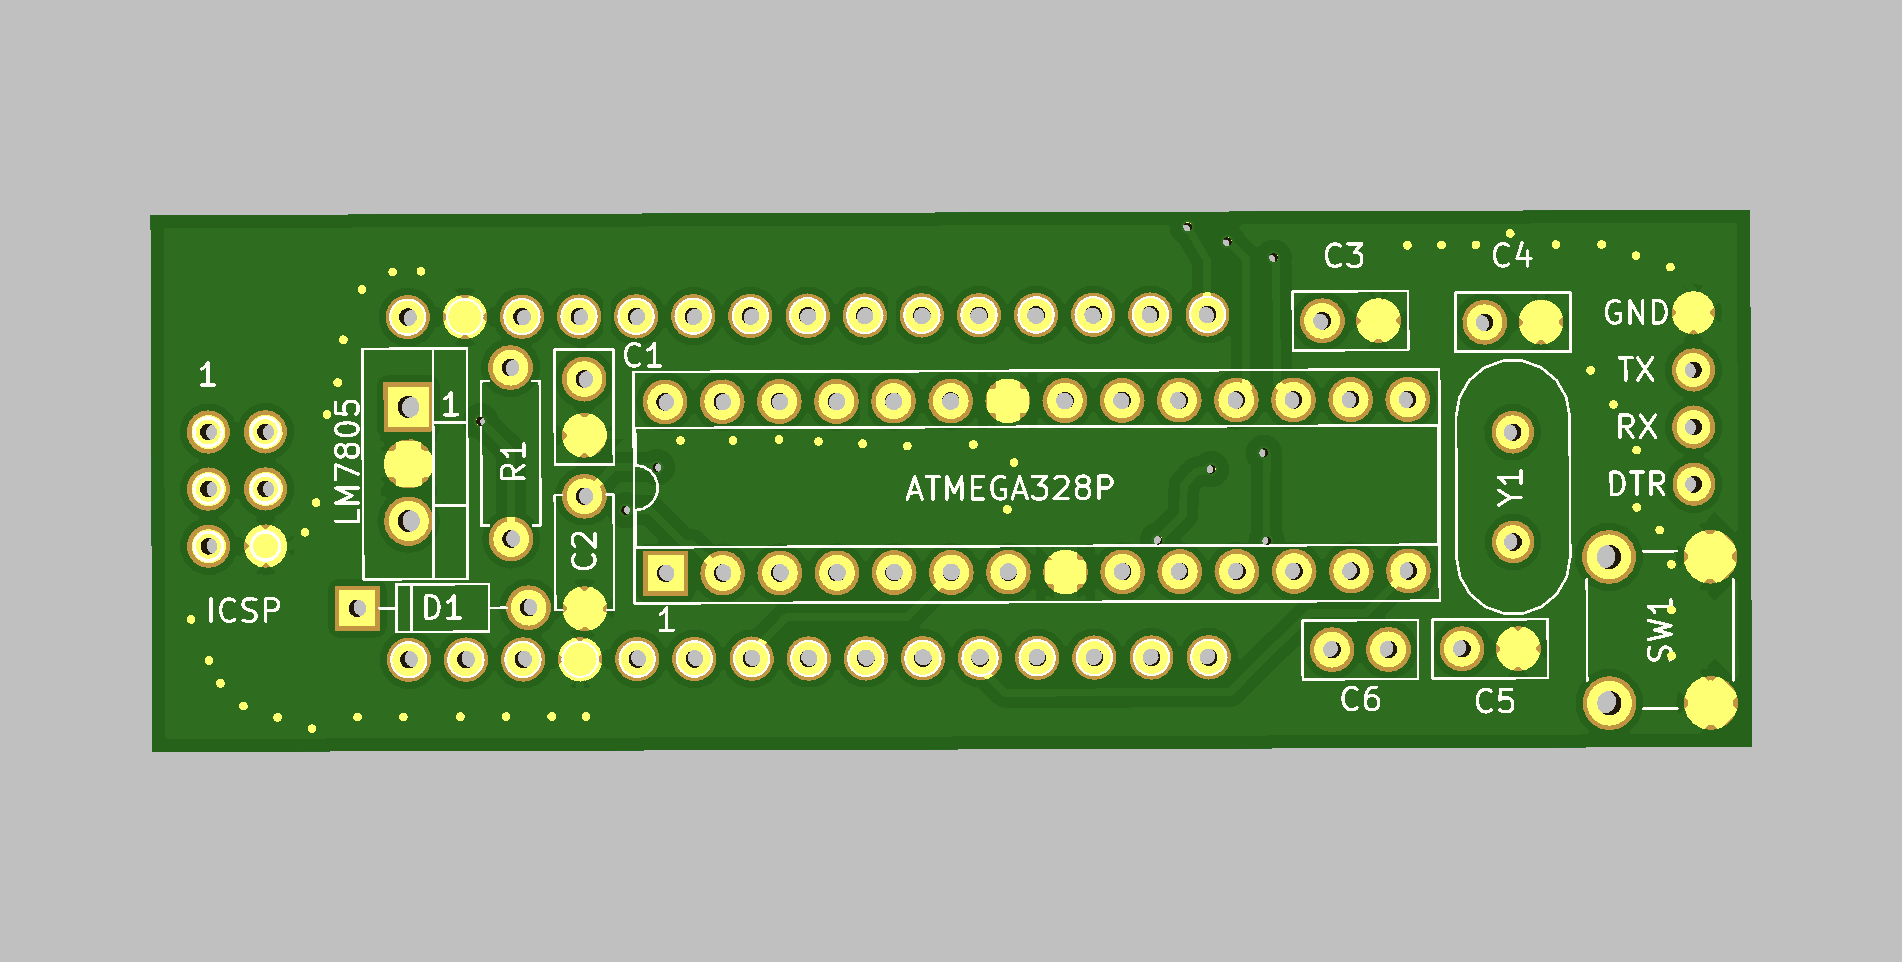 C3
C4
GND
C1
TX
1
1
LM7805
RX
R1
DTR
ATMEGA328P
Y1
C2
ICSP
D1
1
SW1
C6
C5